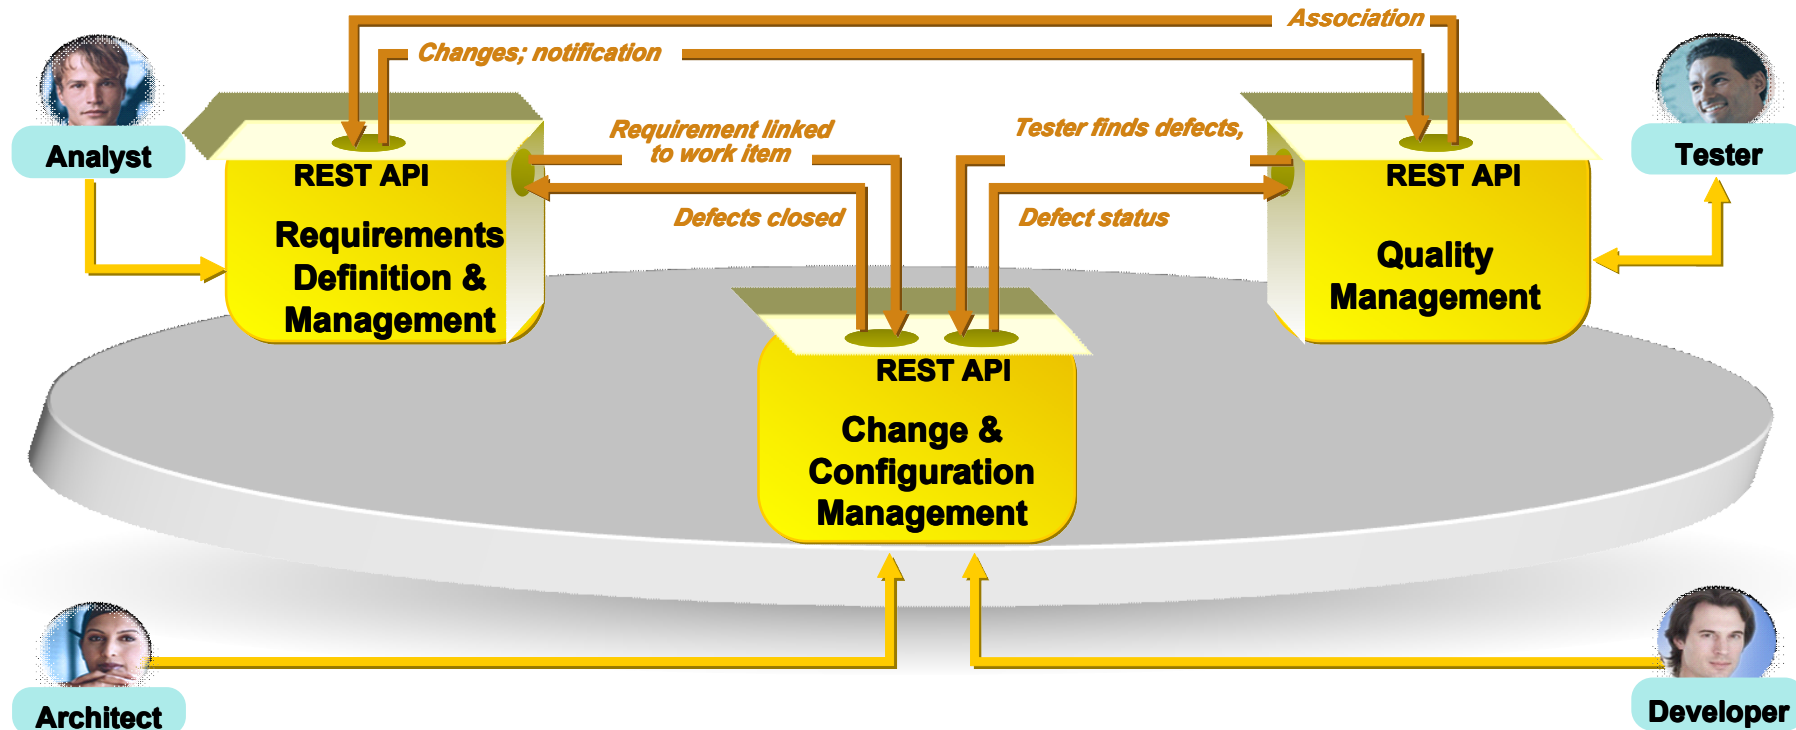 Association
Changes; notification
Analyst
Requirement linked
to work item
Tester finds defects,
Tester
REST API
REST API
Defects closed
Defect status
Requirements
Definition &
Management
Quality
Management
REST API
Change &
Configuration
Management
Architect
Developer